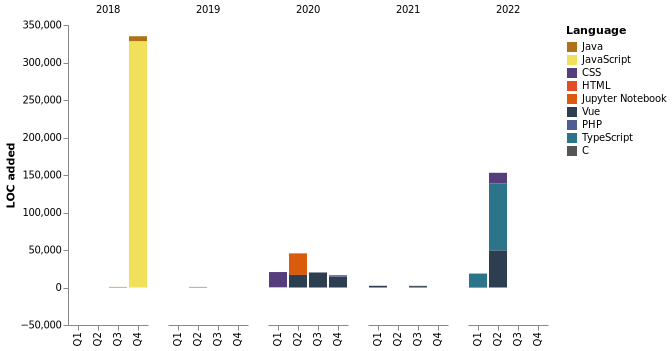 2018 2019 2020 2021 2022
350,000
300,000
250,000
200,000
150,000
100,000
50,000
0
−50,000
LOC added
Q1 Q2 Q3 Q4 Q1 Q2 Q3 Q4 Q1 Q2 Q3 Q4 Q1 Q2 Q3 Q4 Q1 Q2 Q3 Q4
Language
Java
JavaScript
CSS
HTML
Jupyter Notebook
Vue
PHP
TypeScript
C